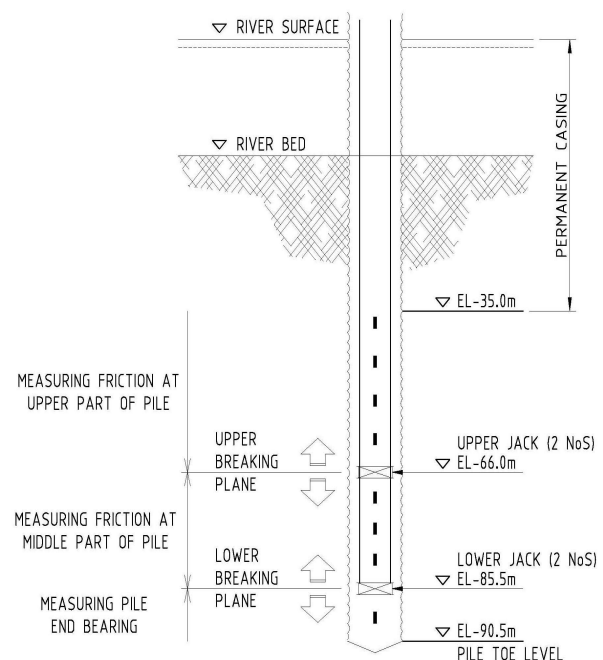 ▽ RIVER SURFACE
▽ RIVER BED
PERMANENT CASING
▽ EL-35.0m
MEASURING FRICTION AT
UPPER PART OF PILE
UPPER
BREAKING
PLANE
UPPER JACK (2 NoS)
▽ EL-66.0m
MEASURING FRICTION AT
MIDDLE PART OF PILE
LOWER
BREAKING
PLANE
LOWER JACK (2 NoS)
▽ EL-85.5m
MEASURING PILE
END BEARING
▽ EL-90.5m
PILE TOE LEVEL